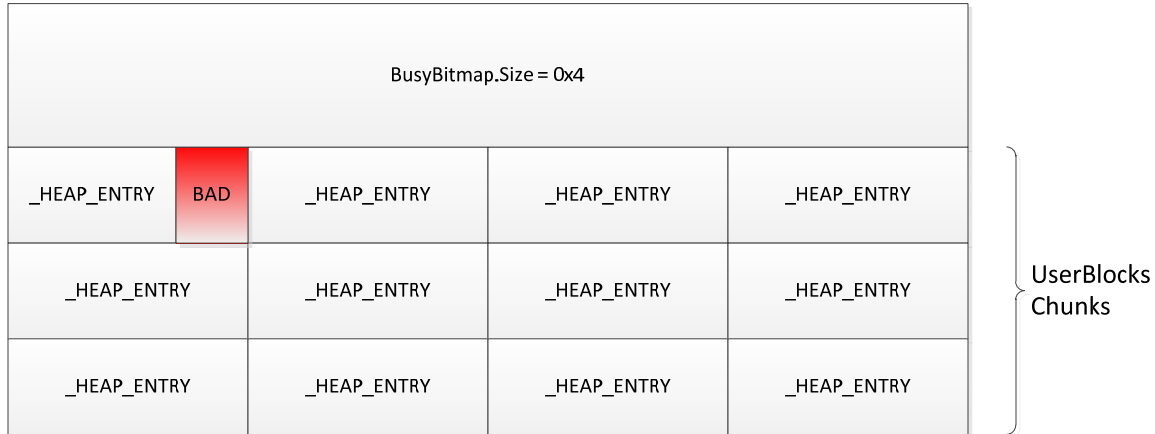 BusyBitmap.Size = 0x4
_HEAP_ENTRY BAD _HEAP_ENTRY _HEAP_ENTRY _HEAP_ENTRY
_HEAP_ENTRY _HEAP_ENTRY _HEAP_ENTRY _HEAP_ENTRY
UserBlocks
Chunks
_HEAP_ENTRY _HEAP_ENTRY _HEAP_ENTRY _HEAP_ENTRY